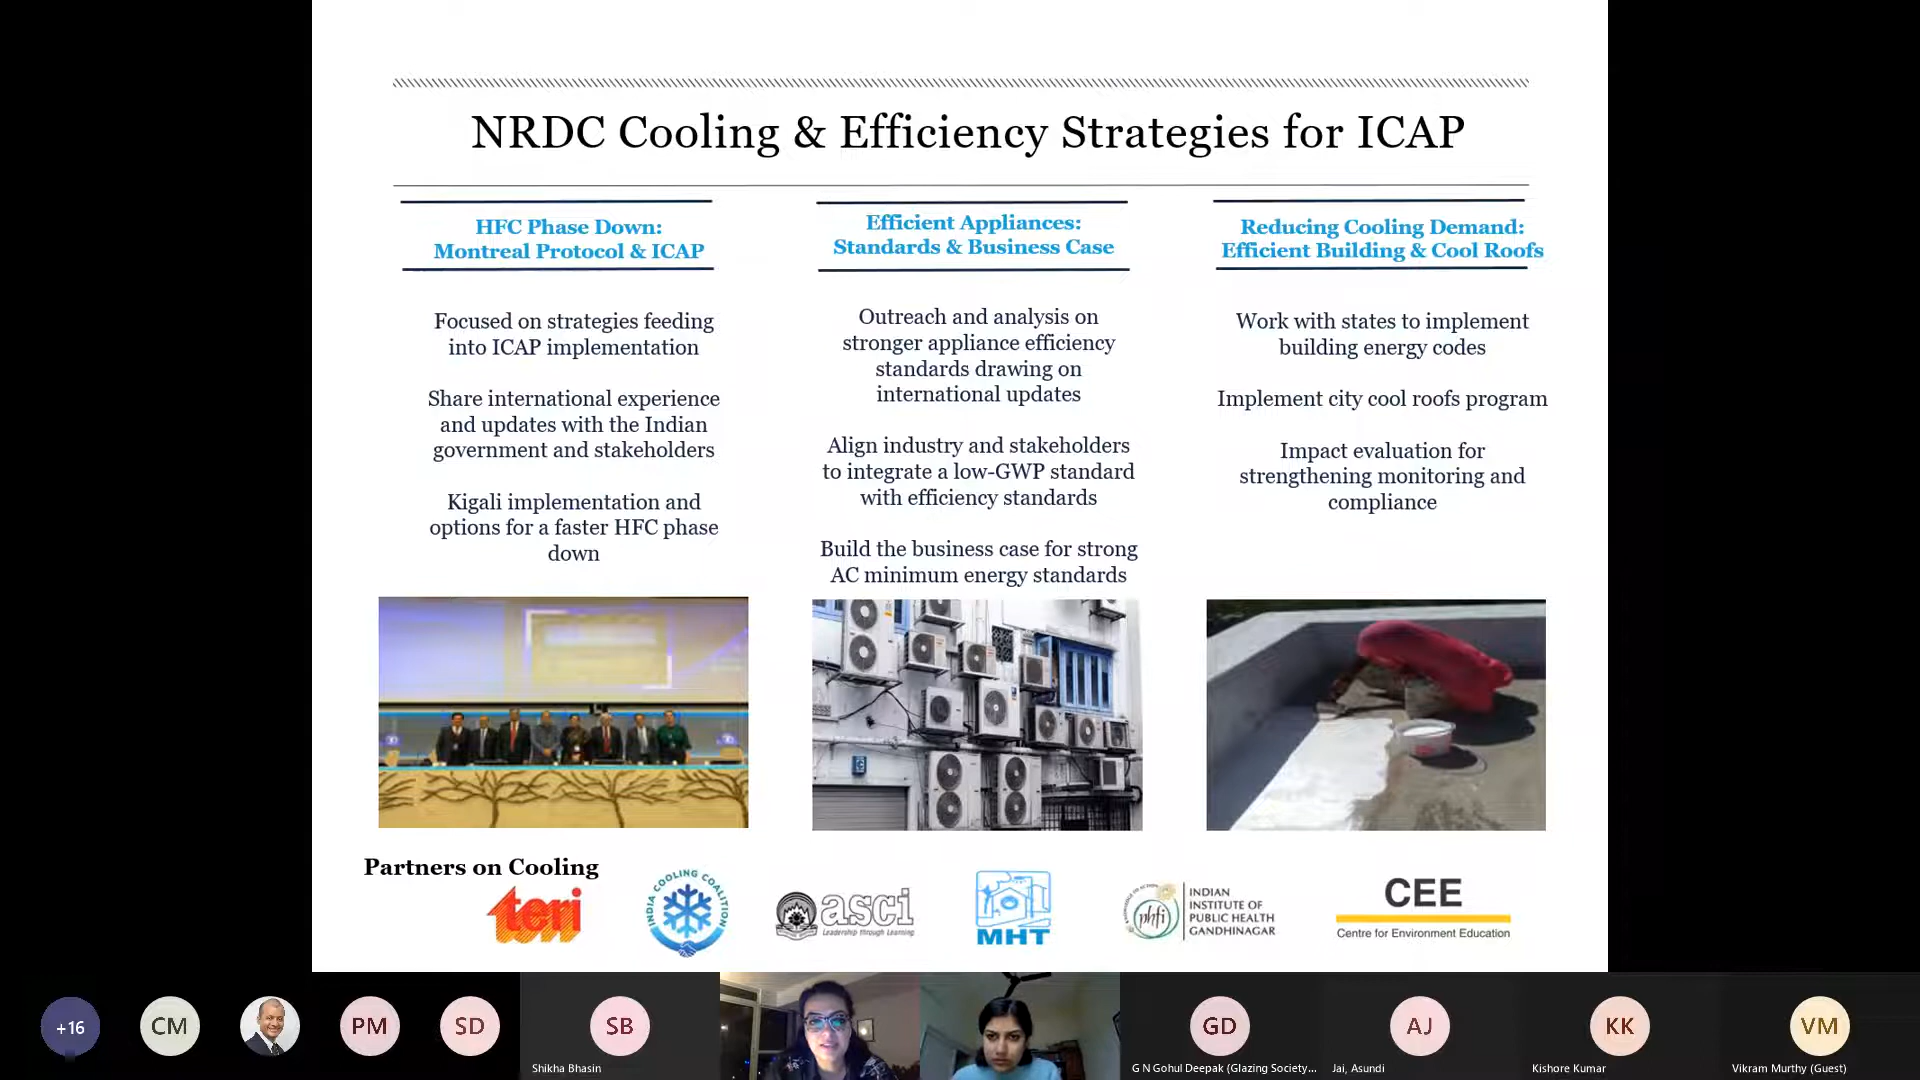 NRDC Cooling & Efficiency Strategies for ICAP
HFC Phase Down:
Montreal Protocol & ICAP
Focused on strategies feeding
into ICAP implementation
Share international experience
and updates with the Indian
government and stakeholders
Kigali implementation and
options for a faster HFC phase
down
Efficient Appliances:
Standards & Business Case
Outreach and analysis on
stronger appliance efficiency
standards drawing on
international updates
Align industry and stakeholders
to integrate a low-GWP standard
with efficiency standards
Build the business case for strong
AC minimum energy standards
Reducing Cooling Demand:
Efficient Building & Cool Roofs
Work with states to implement
building energy codes
Implement city cool roofs program
Impact evaluation for
strengthening monitoring and
compliance
Partners on Cooling
teri
INDIA COOLING COALITION
asci
Leadership through Learning
MHT
phfi
INDIAN
INSTITUTE OF
PUBLIC HEALTH
GANDHINAGAR
CEE
Centre for Environment Education
+16
CM
PM
SD
SB
Shikha Bhasin
GD
G N Gohul Deepak (Glazing Society...
AJ
Jai, Asundi
KK
Kishore Kumar
VM
Vikram Murthy (Guest)